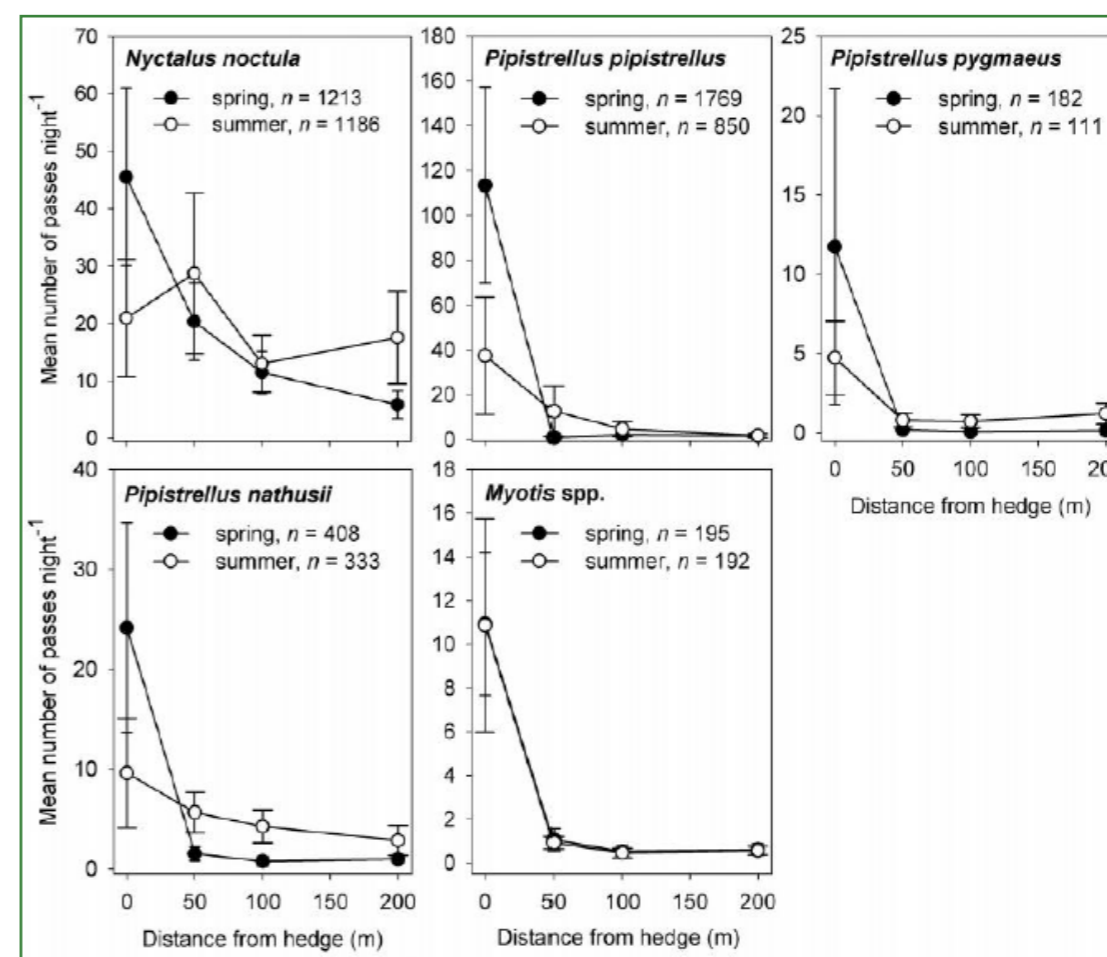 Nyctalus noctula
spring, n = 1213
summer, n = 1186
70
60
50
40
30
20
10
0
Mean number of passes night⁻¹
Pipistrellus pipistrellus
spring, n = 1769
summer, n = 850
180
160
140
120
100
80
60
40
20
0
Pipistrellus pygmaeus
spring, n = 182
summer, n = 111
25
20
15
10
5
0
0 50 100 150
Distance from hedge (m)
Pipistrellus nathusii
spring, n = 408
summer, n = 333
40
30
20
10
0
Mean number of passes night⁻¹
0 50 100 150 200
Distance from hedge (m)
Myotis spp.
spring, n = 195
summer, n = 192
18
16
14
12
10
8
6
4
2
0
0 50 100 150 200
Distance from hedge (m)